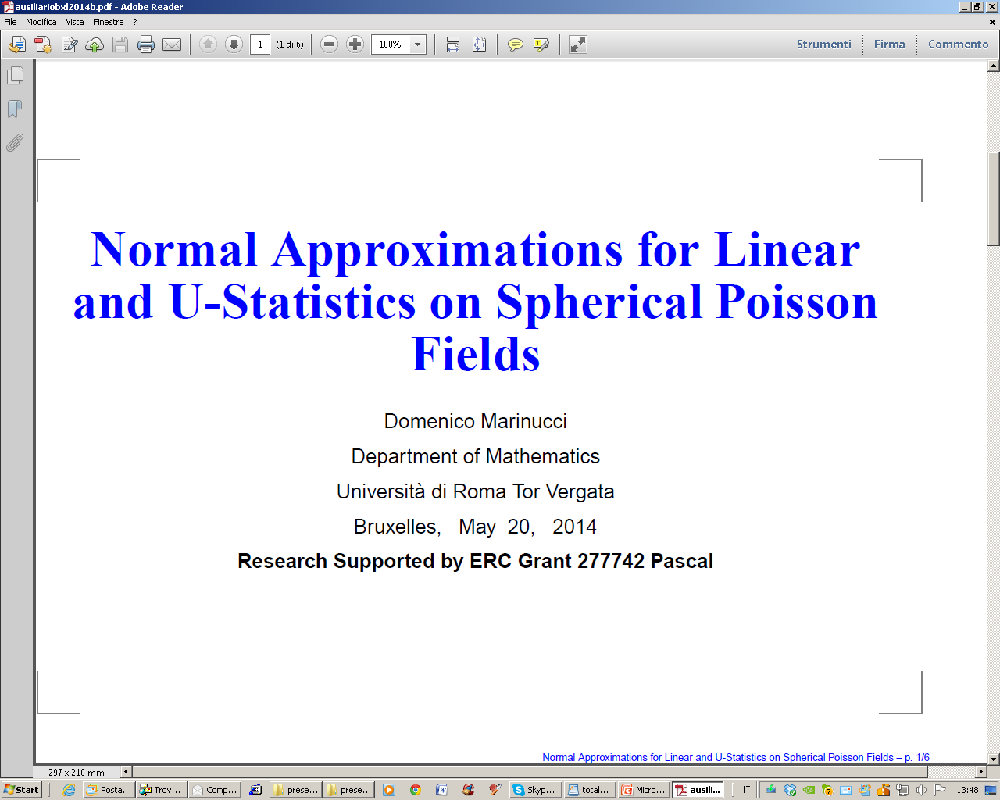 ausiliariobxl2014b.pdf - Adobe Reader
File Modifica Vista Finestra ?
1 (1 di 6) 100% Strumenti Firma Commento
Normal Approximations for Linear
and U-Statistics on Spherical Poisson
Fields
Domenico Marinucci
Department of Mathematics
Università di Roma Tor Vergata
Bruxelles, May 20, 2014
Research Supported by ERC Grant 277742 Pascal
Normal Approximations for Linear and U-Statistics on Spherical Poisson Fields – p. 1/6
297 x 210 mm
Start Posta... Trov... Comp... prese... prese... Skyp... total... Micro... ausili... IT 13:48